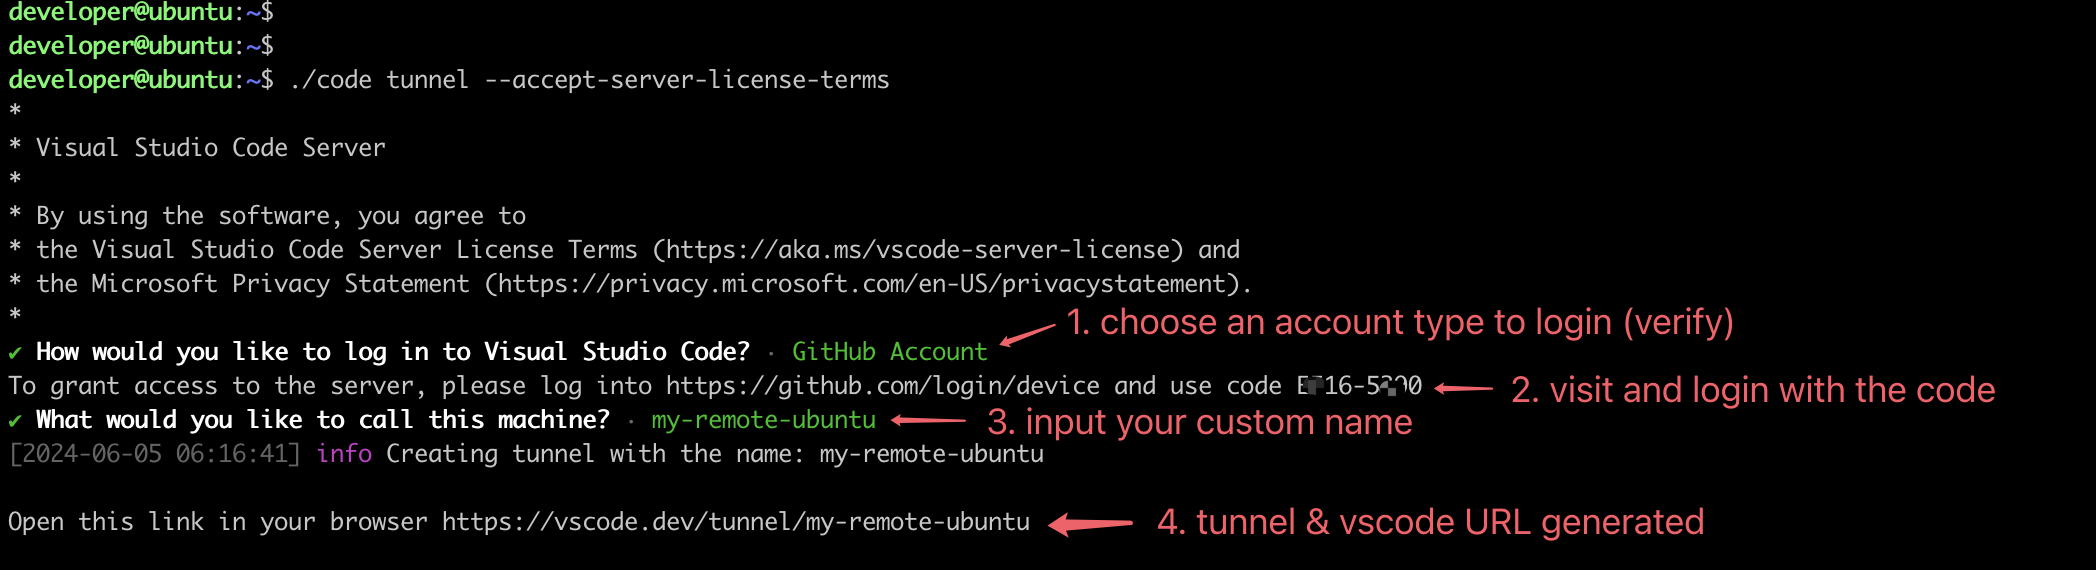 developer@ubuntu:~$
developer@ubuntu:~$
developer@ubuntu:~$ ./code tunnel --accept-server-license-terms
*
* Visual Studio Code Server
*
* By using the software, you agree to
* the Visual Studio Code Server License Terms (https://aka.ms/vscode-server-license) and
* the Microsoft Privacy Statement (https://privacy.microsoft.com/en-US/privacystatement).
*
1. choose an account type to login (verify)
✔ How would you like to log in to Visual Studio Code? · GitHub Account
To grant access to the server, please log into https://github.com/login/device and use code
2. visit and login with the code
✔ What would you like to call this machine? · my-remote-ubuntu
3. input your custom name
[2024-06-05 06:16:41] info Creating tunnel with the name: my-remote-ubuntu
Open this link in your browser https://vscode.dev/tunnel/my-remote-ubuntu
4. tunnel & vscode URL generated